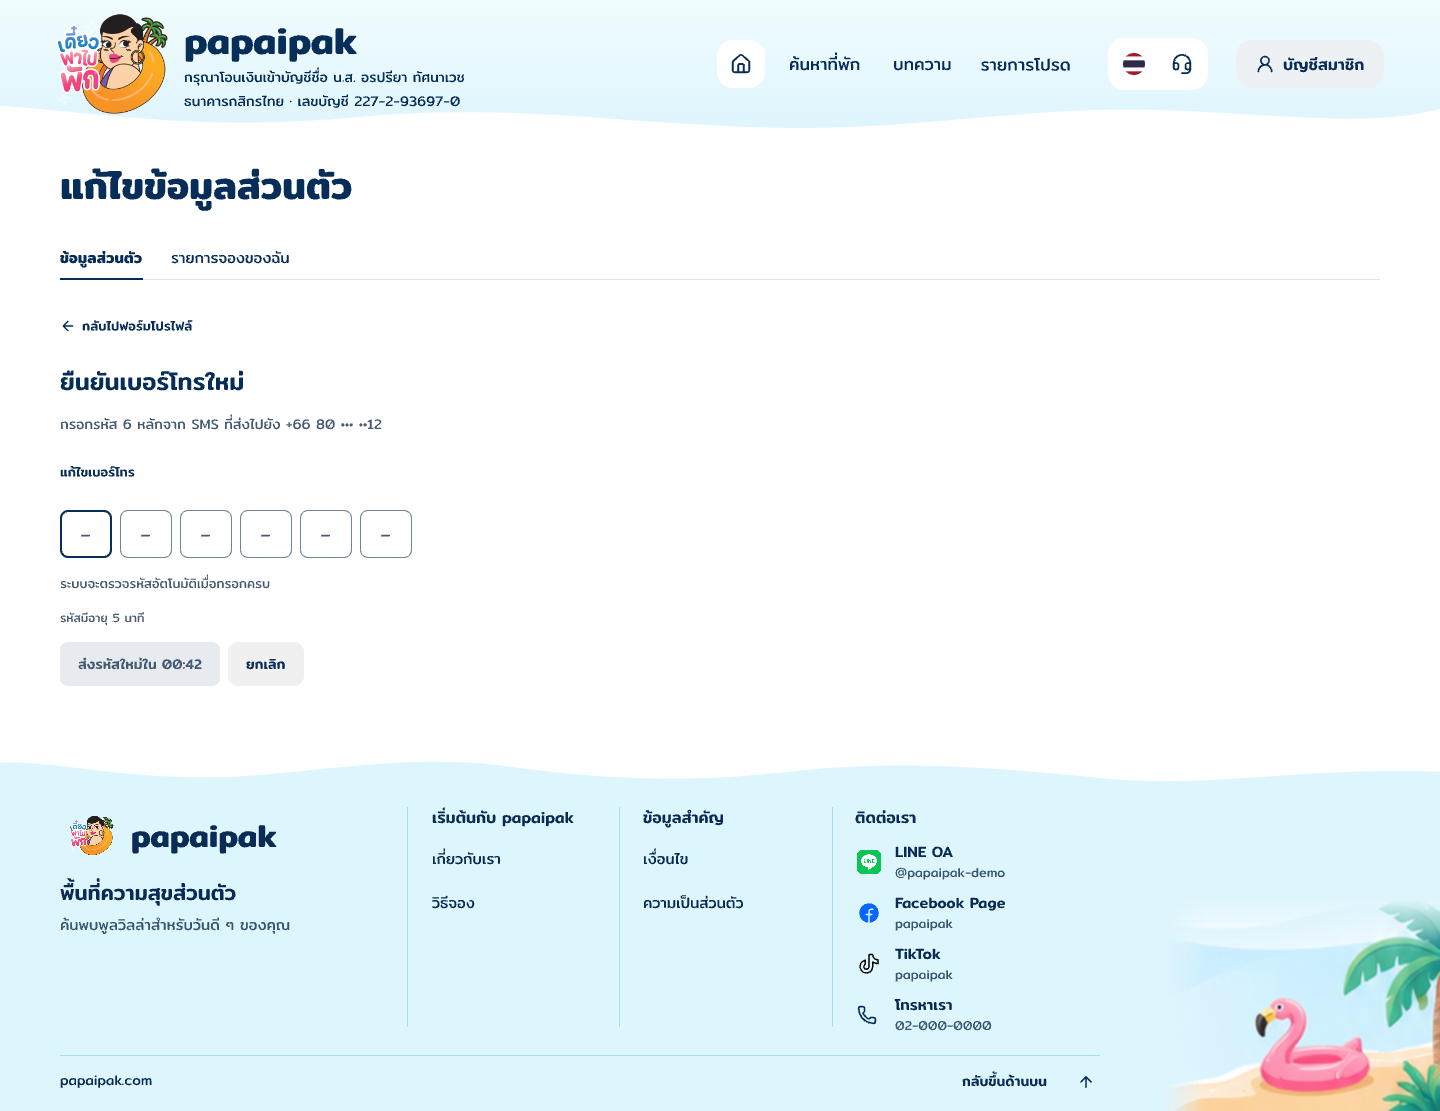 เดี๋ยว
พาไป
พัก
papaipak
กรุณาโอนเงินเข้าบัญชีชื่อ น.ส. อรปรียา ทัศนาเวช
ธนาคารกสิกรไทย · เลขบัญชี 227-2-93697-0
ค้นหาที่พัก
บทความ
รายการโปรด
บัญชีสมาชิก
แก้ไขข้อมูลส่วนตัว
ข้อมูลส่วนตัว
รายการจองของฉัน
กลับไปฟอร์มโปรไฟล์
ยืนยันเบอร์โทรใหม่
กรอกรหัส 6 หลักจาก SMS ที่ส่งไปยัง +66 80 ••• ••12
แก้ไขเบอร์โทร
– – – – – –
ระบบจะตรวจรหัสอัตโนมัติเมื่อกรอกครบ
รหัสมีอายุ 5 นาที
ส่งรหัสใหม่ใน 00:42
ยกเลิก
เดี๋ยว
พาไป
พัก
papaipak
พื้นที่ความสุขส่วนตัว
ค้นพบพูลวิลล่าสำหรับวันดี ๆ ของคุณ
เริ่มต้นกับ papaipak
เกี่ยวกับเรา
วิธีจอง
ข้อมูลสำคัญ
เงื่อนไข
ความเป็นส่วนตัว
ติดต่อเรา
LINE
LINE OA
@papaipak-demo
Facebook Page
papaipak
TikTok
papaipak
โทรหาเรา
02-000-0000
papaipak.com
กลับขึ้นด้านบน